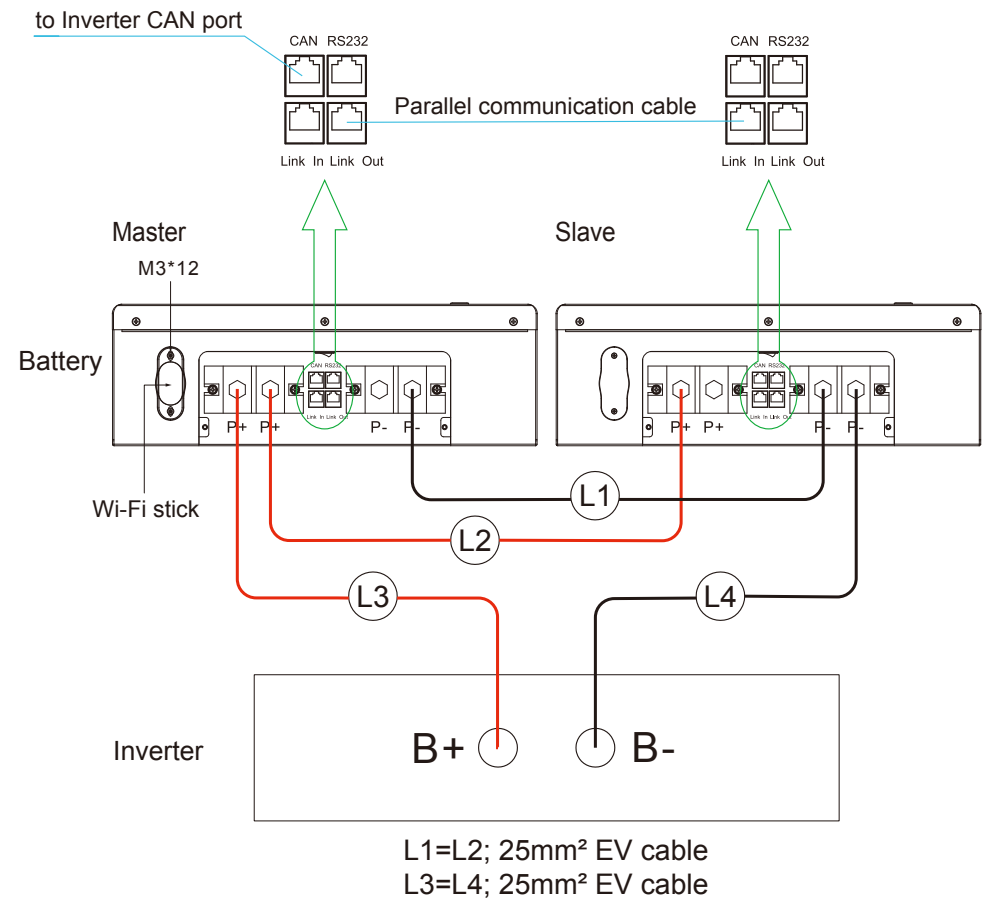 to Inverter CAN port
CAN RS232
CAN RS232
Parallel communication cable
Link In Link Out
Link In Link Out
Master
Slave
M3*12
Battery
CAN RS232
CAN RS232
Link In Link Out
Link In Link Out
P+ P+ P- P-
P+ P+ P- P-
Wi-Fi stick
L1
L2
L3
L4
Inverter
B+
B-
L1=L2; 25mm² EV cable
L3=L4; 25mm² EV cable